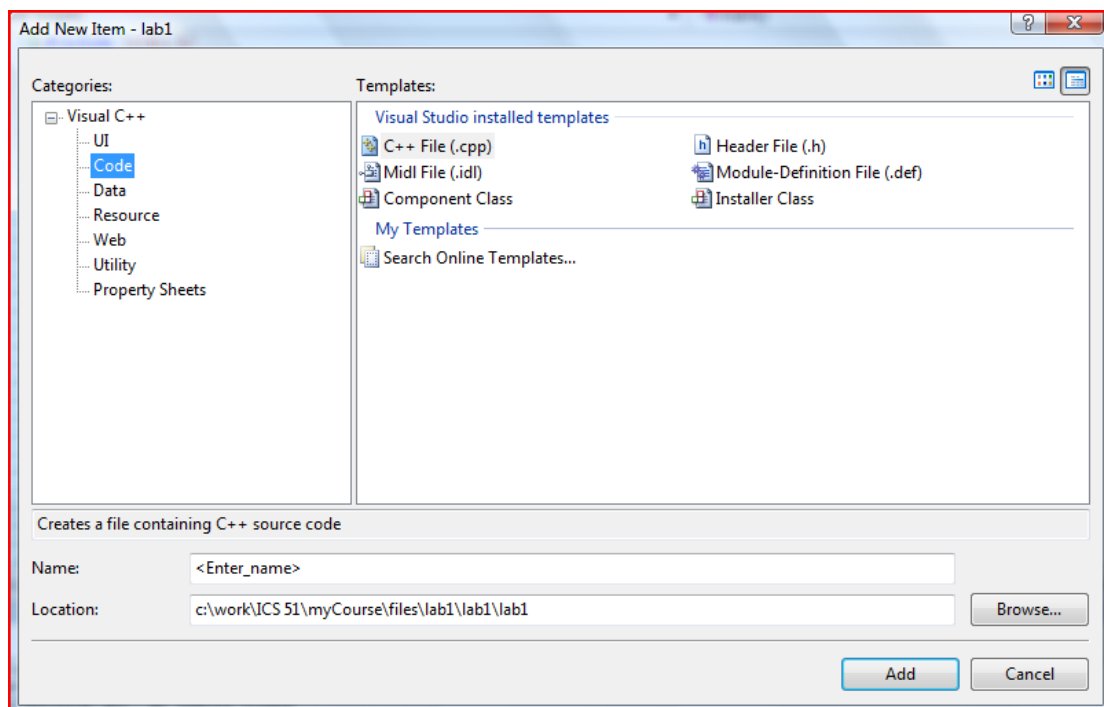 Add New Item - lab1
Categories:
Templates:
Visual C++
UI
Code
Data
Resource
Web
Utility
Property Sheets
Visual Studio installed templates
C++ File (.cpp)
Header File (.h)
Midl File (.idl)
Module-Definition File (.def)
Component Class
Installer Class
My Templates
Search Online Templates...
Creates a file containing C++ source code
Name:
<Enter_name>
Location:
c:\work\ICS 51\myCourse\files\lab1\lab1\lab1
Browse...
Add
Cancel